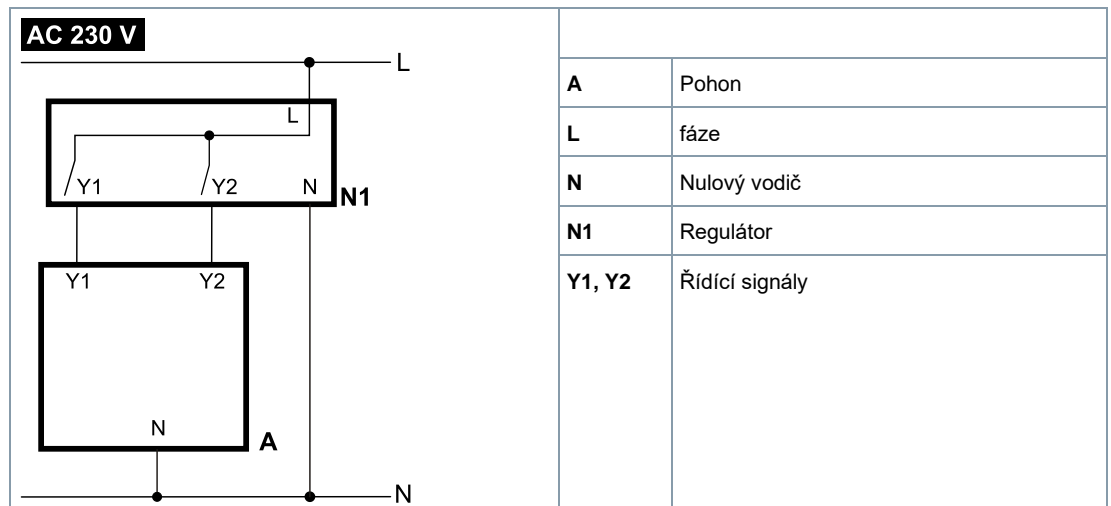 AC 230 V
L
L
Y1 Y2 N
N1
Y1 Y2
N
A
N
A Pohon
L fáze
N Nulový vodič
N1 Regulátor
Y1, Y2 Řídící signály